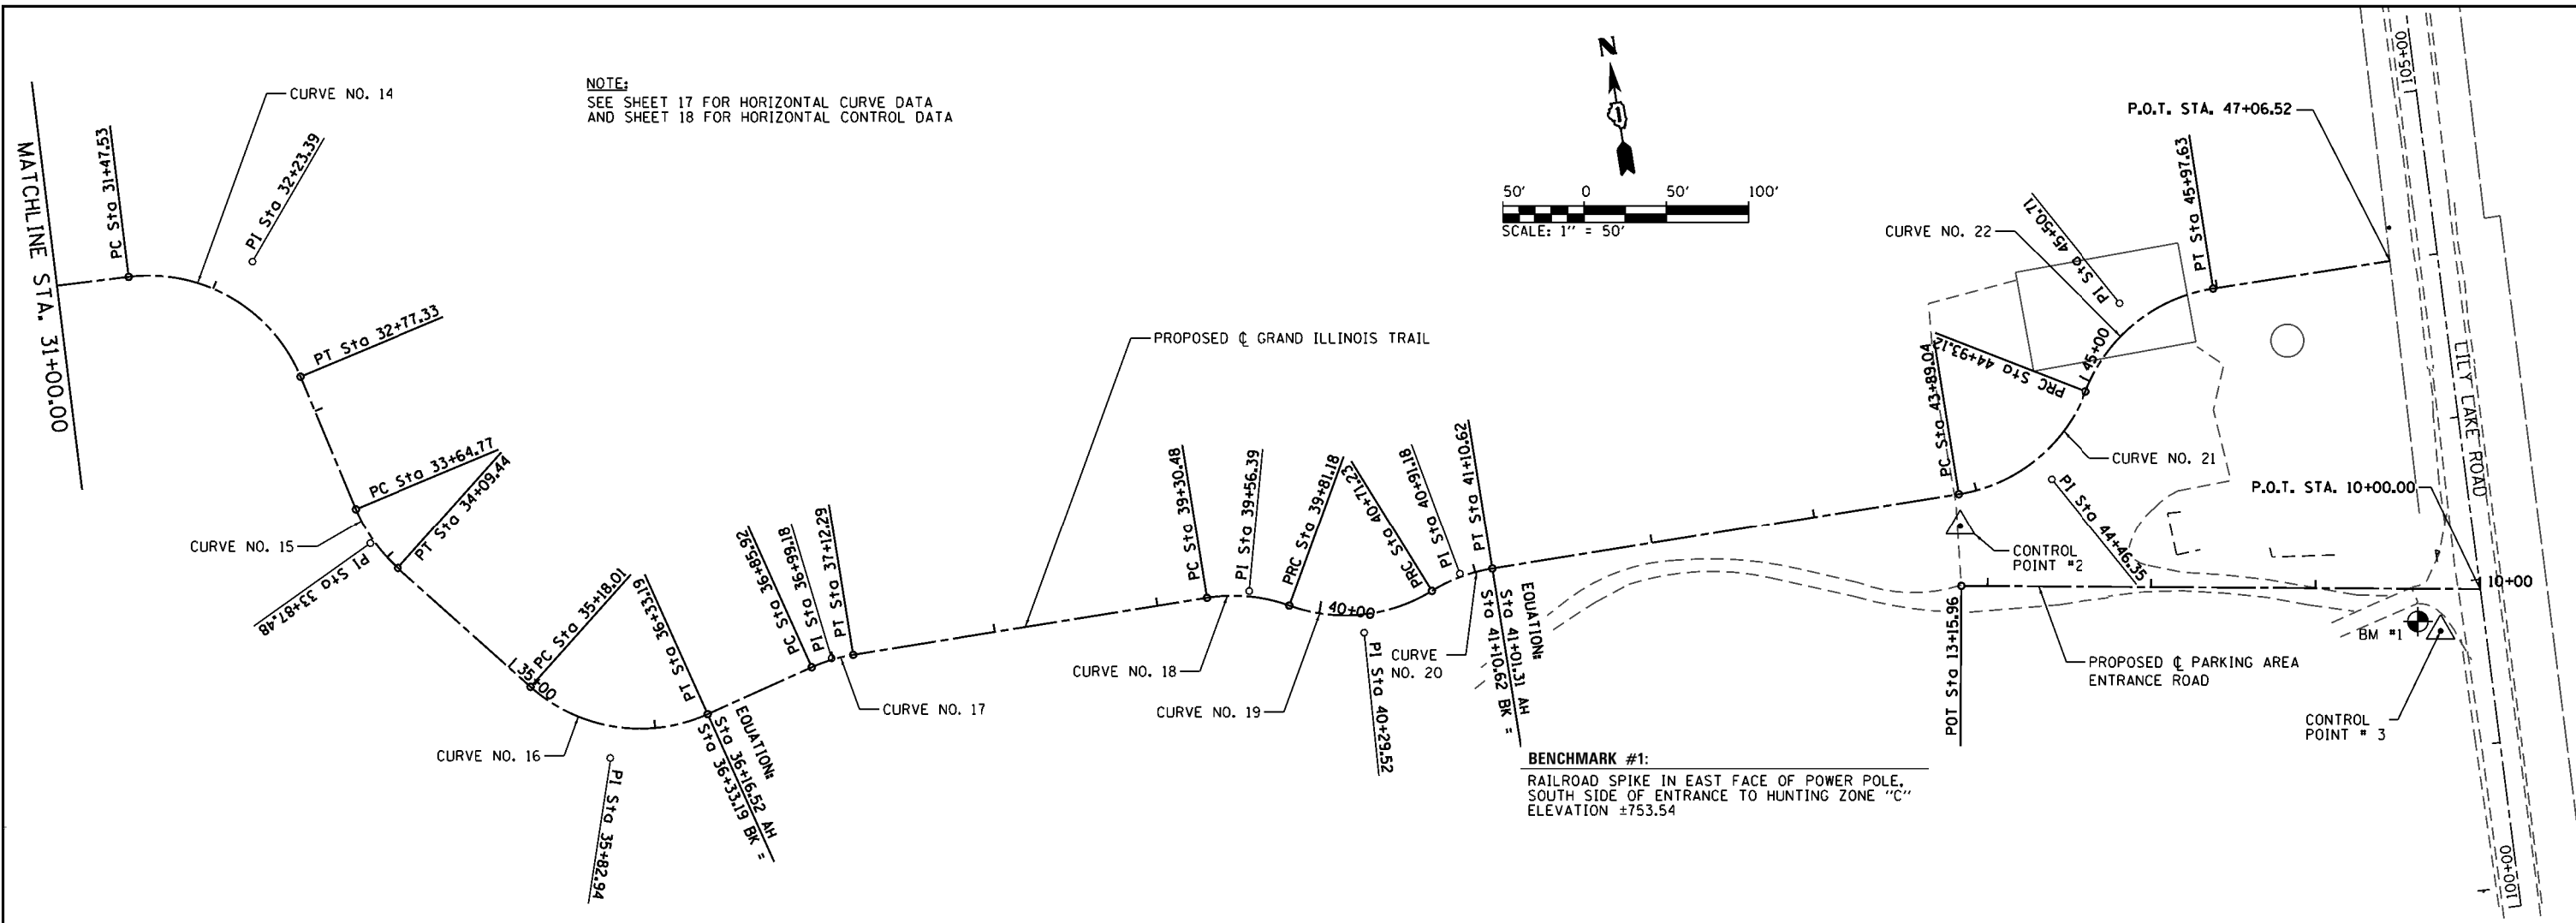 MATCHLINE STA. 31+00.00
PC Sta 31+47.53
CURVE NO. 14
PI Sta 32+23.39
PT Sta 32+77.33
NOTE:
SEE SHEET 17 FOR HORIZONTAL CURVE DATA
AND SHEET 18 FOR HORIZONTAL CONTROL DATA
PC Sta 33+64.77
PT Sta 34+09.44
CURVE NO. 15
PI Sta 33+87.48
PC Sta 35+18.01
35+00
CURVE NO. 16
PI Sta 35+82.94
PT Sta 36+33.19
EQUATION:
Sta 36+16.52 AH
Sta 36+33.19 BK =
PC Sta 36+85.92
PI Sta 36+99.18
PT Sta 37+12.29
CURVE NO. 17
PROPOSED ℄ GRAND ILLINOIS TRAIL
N
50' 0 50' 100'
SCALE: 1" = 50'
PC Sta 39+30.48
PI Sta 39+56.39
PRC Sta 39+81.18
40+00
CURVE NO. 18
CURVE NO. 19
PI Sta 40+29.52
PRC Sta 40+71.23
PI Sta 40+91.18
PT Sta 41+10.62
CURVE
NO. 20
EQUATION:
Sta 41+01.31 AH
Sta 41+10.62 BK =
BENCHMARK #1:
RAILROAD SPIKE IN EAST FACE OF POWER POLE,
SOUTH SIDE OF ENTRANCE TO HUNTING ZONE "C"
ELEVATION ±753.54
PC Sta 43+89.04
PRC Sta 44+93.12
45+00
CURVE NO. 22
PI Sta 45+50.71
PT Sta 45+97.63
P.O.T. STA. 47+06.52
CURVE NO. 21
PI Sta 44+46.35
CONTROL
POINT #2
POT Sta 13+15.96
PROPOSED ℄ PARKING AREA
ENTRANCE ROAD
P.O.T. STA. 10+00.00
10+00
BM #1
CONTROL
POINT # 3
LILY LAKE ROAD
105+00
100+00